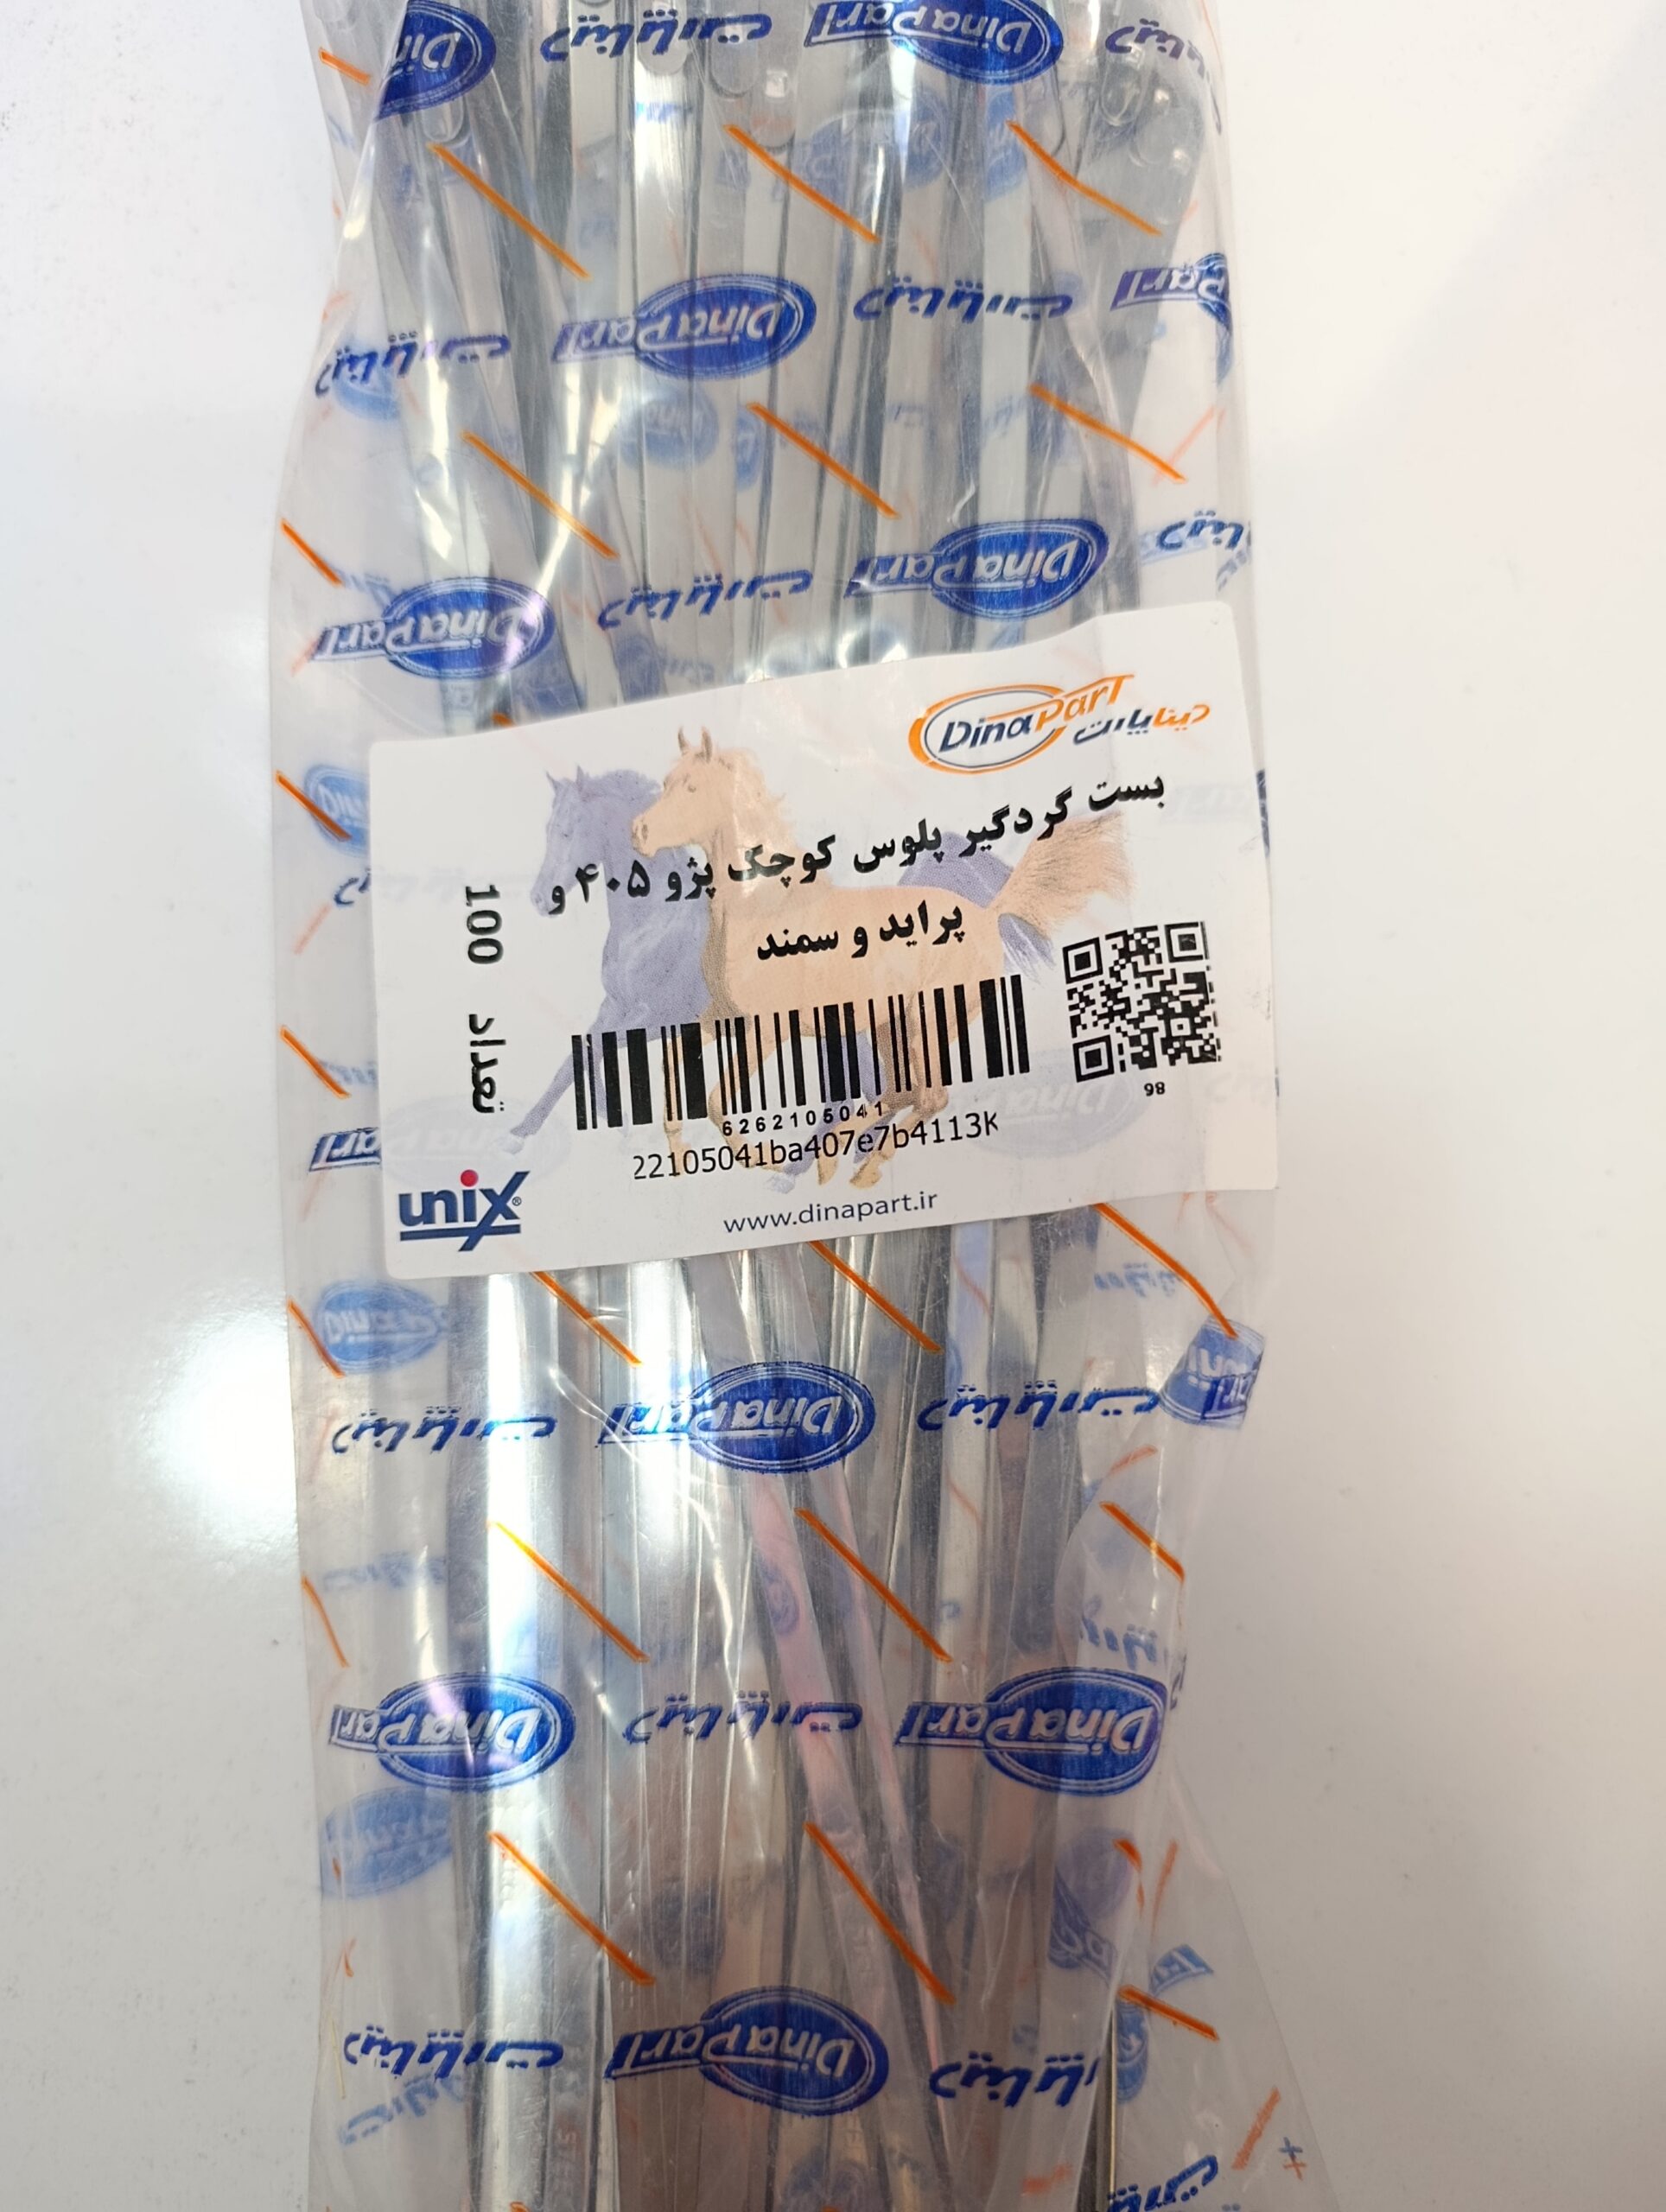 DinaPart
دیناپارت
بست گردگیر پلوس کوچک پژو ۴۰۵ و
پراید و سمند
تعداد 100
98
6262105041
22105041ba407e7b4113K
www.dinapart.ir
unix®